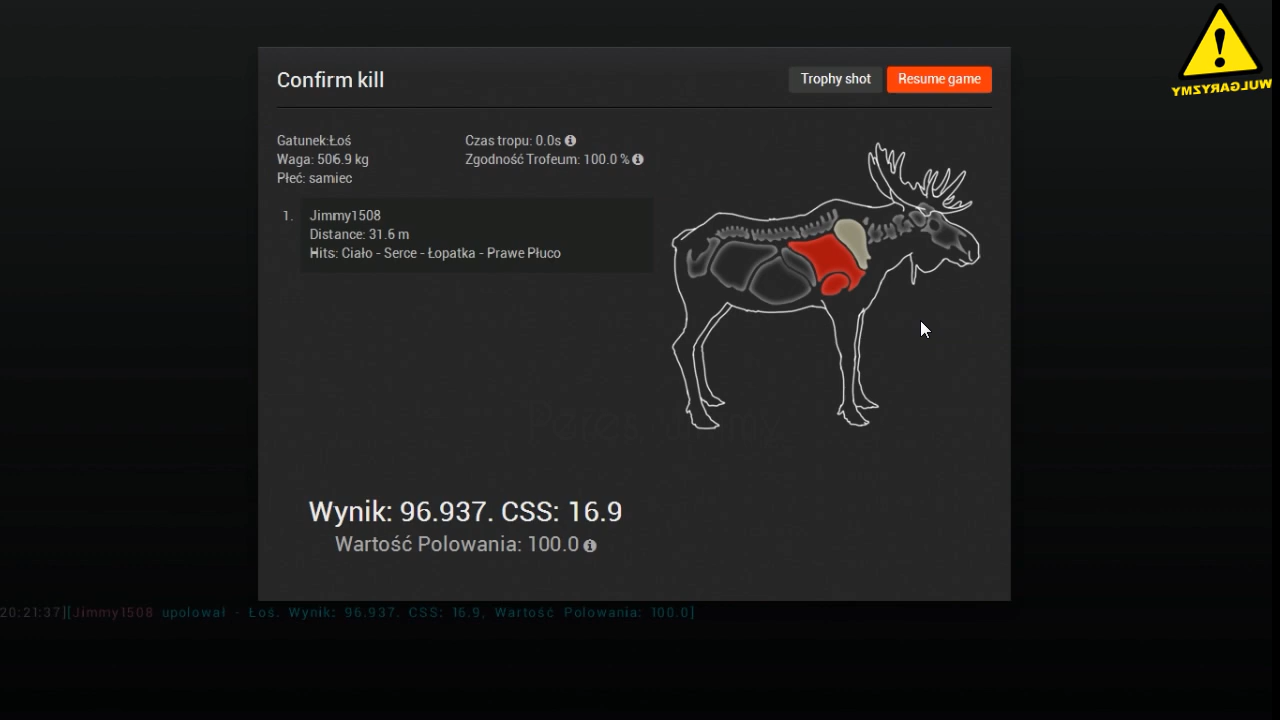 WULGARYZMY
Confirm kill
Trophy shot
Resume game
Gatunek:Łoś
Waga: 506.9 kg
Płeć: samiec
Czas tropu: 0.0s
Zgodność Trofeum: 100.0 %
1.
Jimmy1508
Distance: 31.6 m
Hits: Ciało - Serce - Łopatka - Prawe Płuco
Wynik: 96.937. CSS: 16.9
Wartość Polowania: 100.0
20:21:37][Jimmy1508 upolował - Łoś. Wynik: 96.937. CSS: 16.9, Wartość Polowania: 100.0]